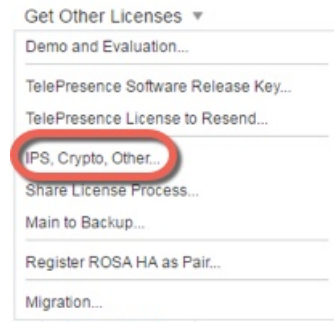 Get Other Licenses ▼
Demo and Evaluation...
TelePresence Software Release Key...
TelePresence License to Resend...
IPS, Crypto, Other...
Share License Process...
Main to Backup...
Register ROSA HA as Pair...
Migration...